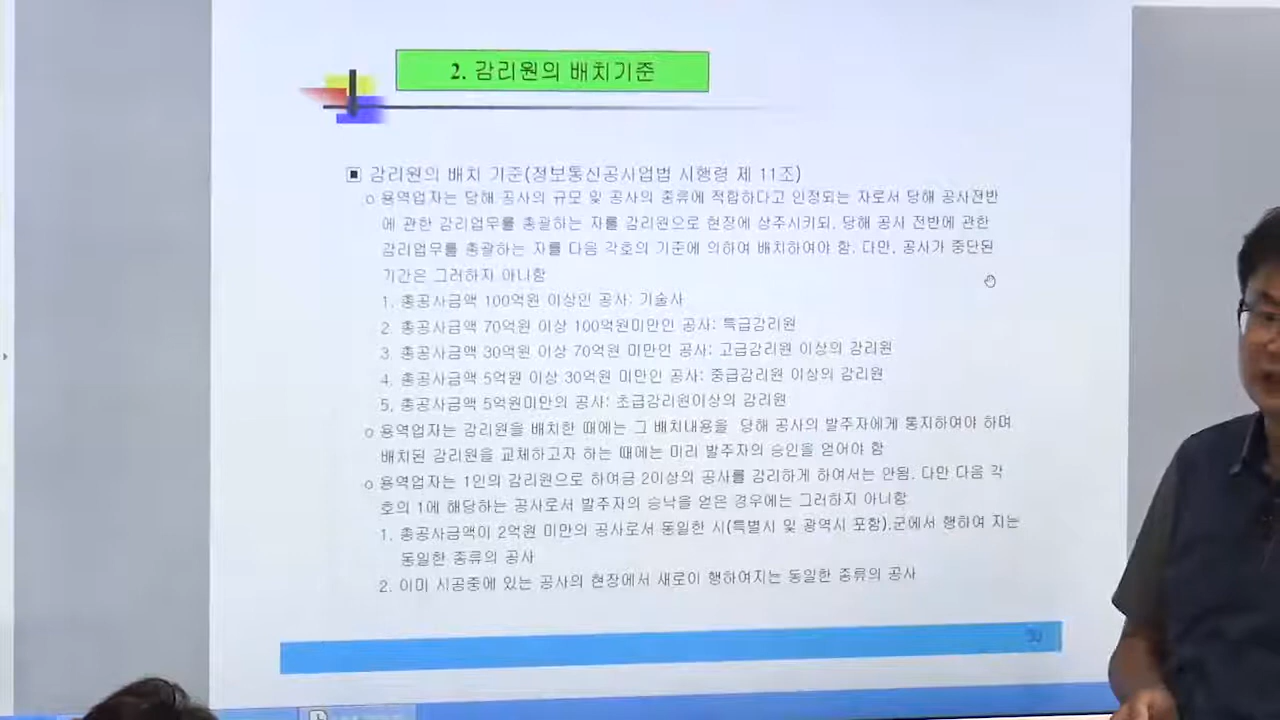 2. 감리원의 배치기준
▣ 감리원의 배치 기준(정보통신공사업법 시행령 제 11조)
o 용역업자는 당해 공사의 규모 및 공사의 종류에 적합하다고 인정되는 자로서 당해 공사전반
에 관한 감리업무를 총괄하는 자를 감리원으로 현장에 상주시키되, 당해 공사 전반에 관한
감리업무를 총괄하는 자를 다음 각호의 기준에 의하여 배치하여야 함. 다만, 공사가 중단된
기간은 그러하지 아니함
1. 총공사금액 100억원 이상인 공사: 기술사
2. 총공사금액 70억원 이상 100억원미만인 공사: 특급감리원
3. 총공사금액 30억원 이상 70억원 미만인 공사: 고급감리원 이상의 감리원
4. 총공사금액 5억원 이상 30억원 미만인 공사: 중급감리원 이상의 감리원
5. 총공사금액 5억원미만의 공사: 초급감리원이상의 감리원
o 용역업자는 감리원을 배치한 때에는 그 배치내용을 당해 공사의 발주자에게 통지하여야 하며
배치된 감리원을 교체하고자 하는 때에는 미리 발주자의 승인을 얻어야 함
o 용역업자는 1인의 감리원으로 하여금 2이상의 공사를 감리하게 하여서는 안됨. 다만 다음 각
호의 1에 해당하는 공사로서 발주자의 승낙을 얻은 경우에는 그러하지 아니함
1. 총공사금액이 2억원 미만의 공사로서 동일한 시(특별시 및 광역시 포함),군에서 행하여 지는
동일한 종류의 공사
2. 이미 시공중에 있는 공사의 현장에서 새로이 행하여지는 동일한 종류의 공사